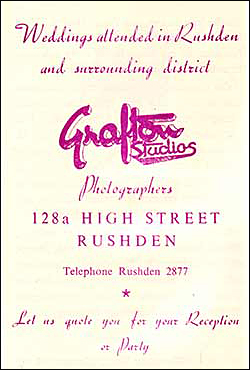 Weddings attended in Rushden
and surrounding district
Grafton
Studios
Photographers
128a HIGH STREET
RUSHDEN
Telephone Rushden 2877
*
Let us quote you for your Reception
or Party